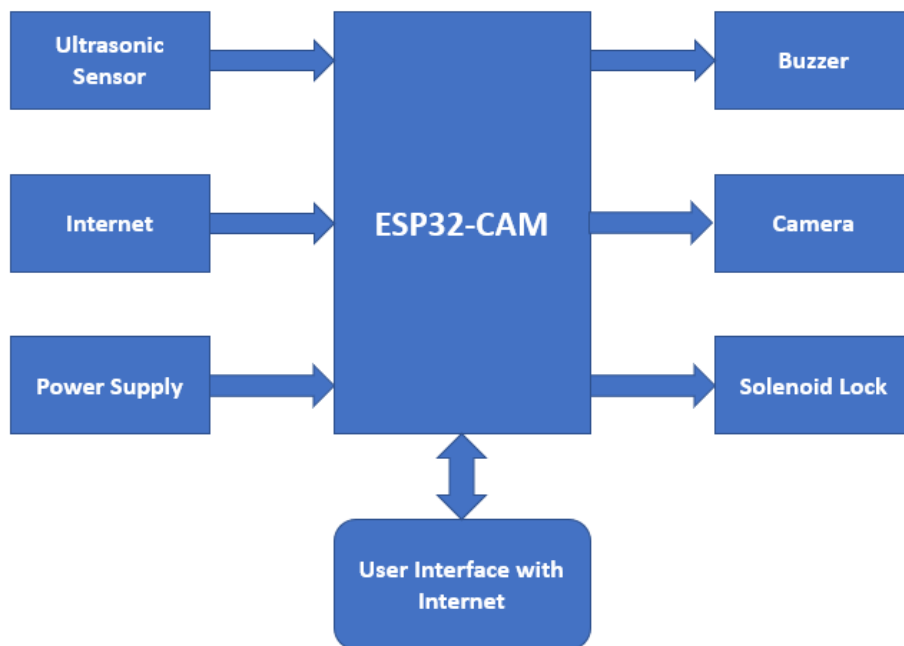 Ultrasonic
Sensor
Buzzer
Internet
ESP32-CAM
Camera
Power Supply
Solenoid Lock
User Interface with
Internet